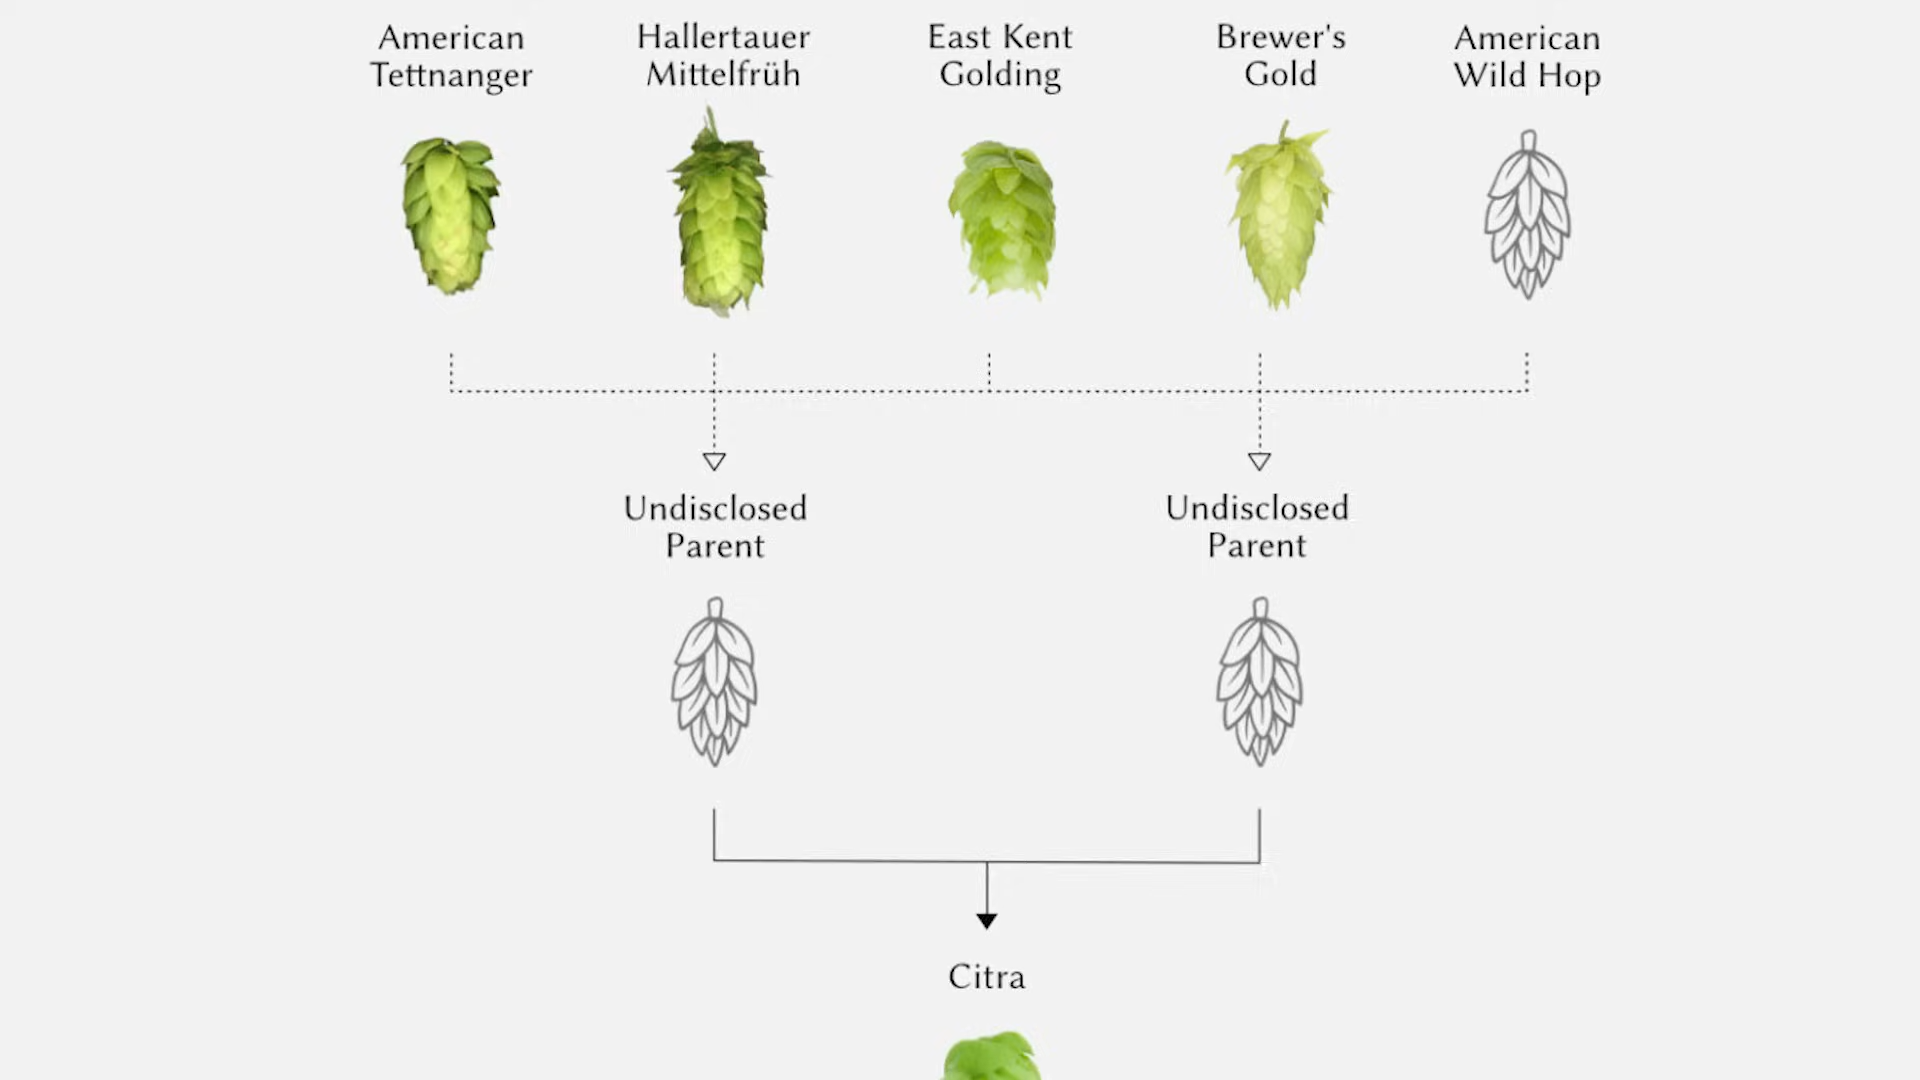 American
Tettnanger
Hallertauer
Mittelfrüh
East Kent
Golding
Brewer's
Gold
American
Wild Hop
Undisclosed
Parent
Undisclosed
Parent
Citra